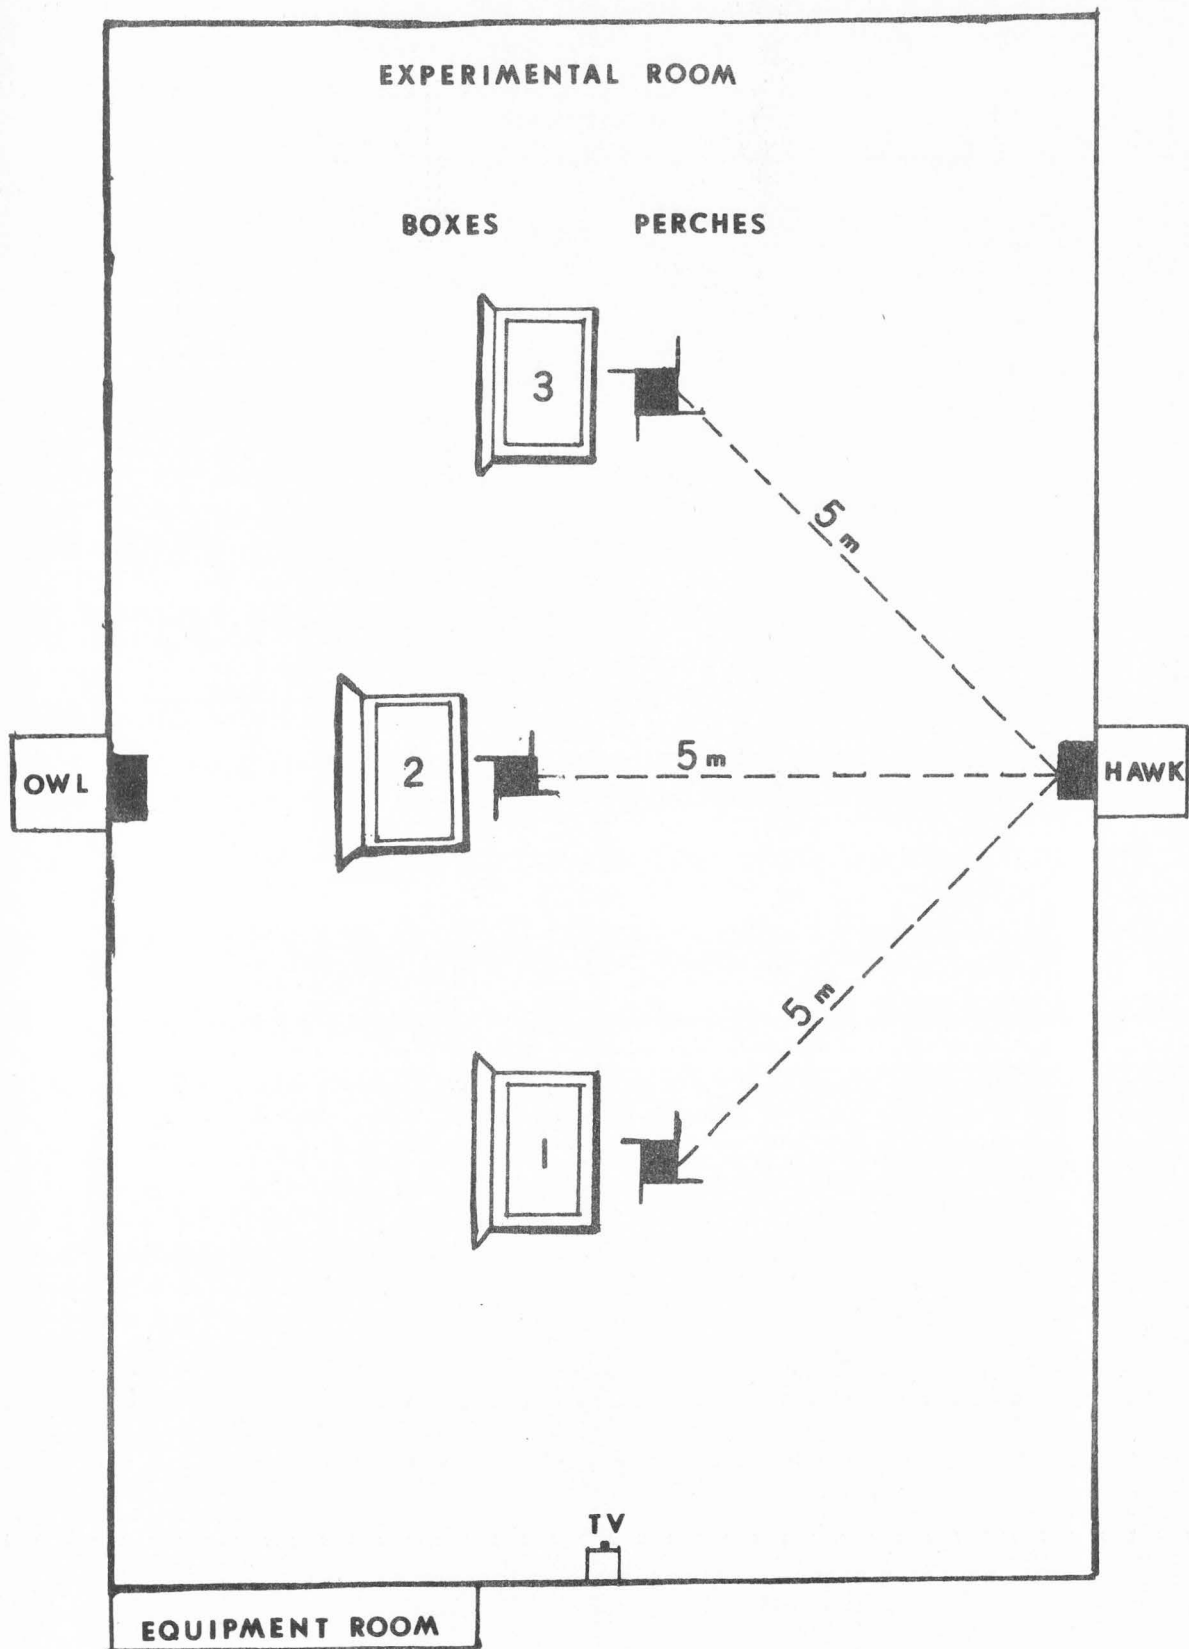 EXPERIMENTAL ROOM
BOXES PERCHES
3
5 m
OWL
2
5 m
HAWK
5 m
1
TV
EQUIPMENT ROOM